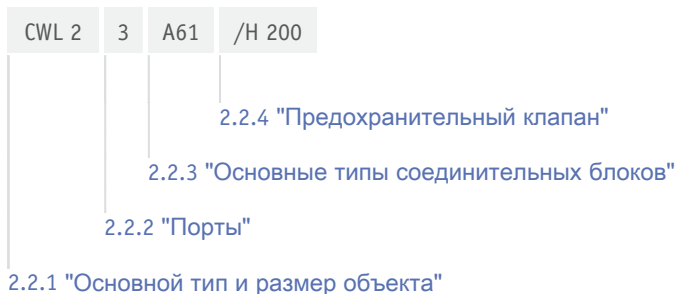 CWL 2 3 A61 /H 200
2.2.4 "Предохранительный клапан"
2.2.3 "Основные типы соединительных блоков"
2.2.2 "Порты"
2.2.1 "Основной тип и размер объекта"